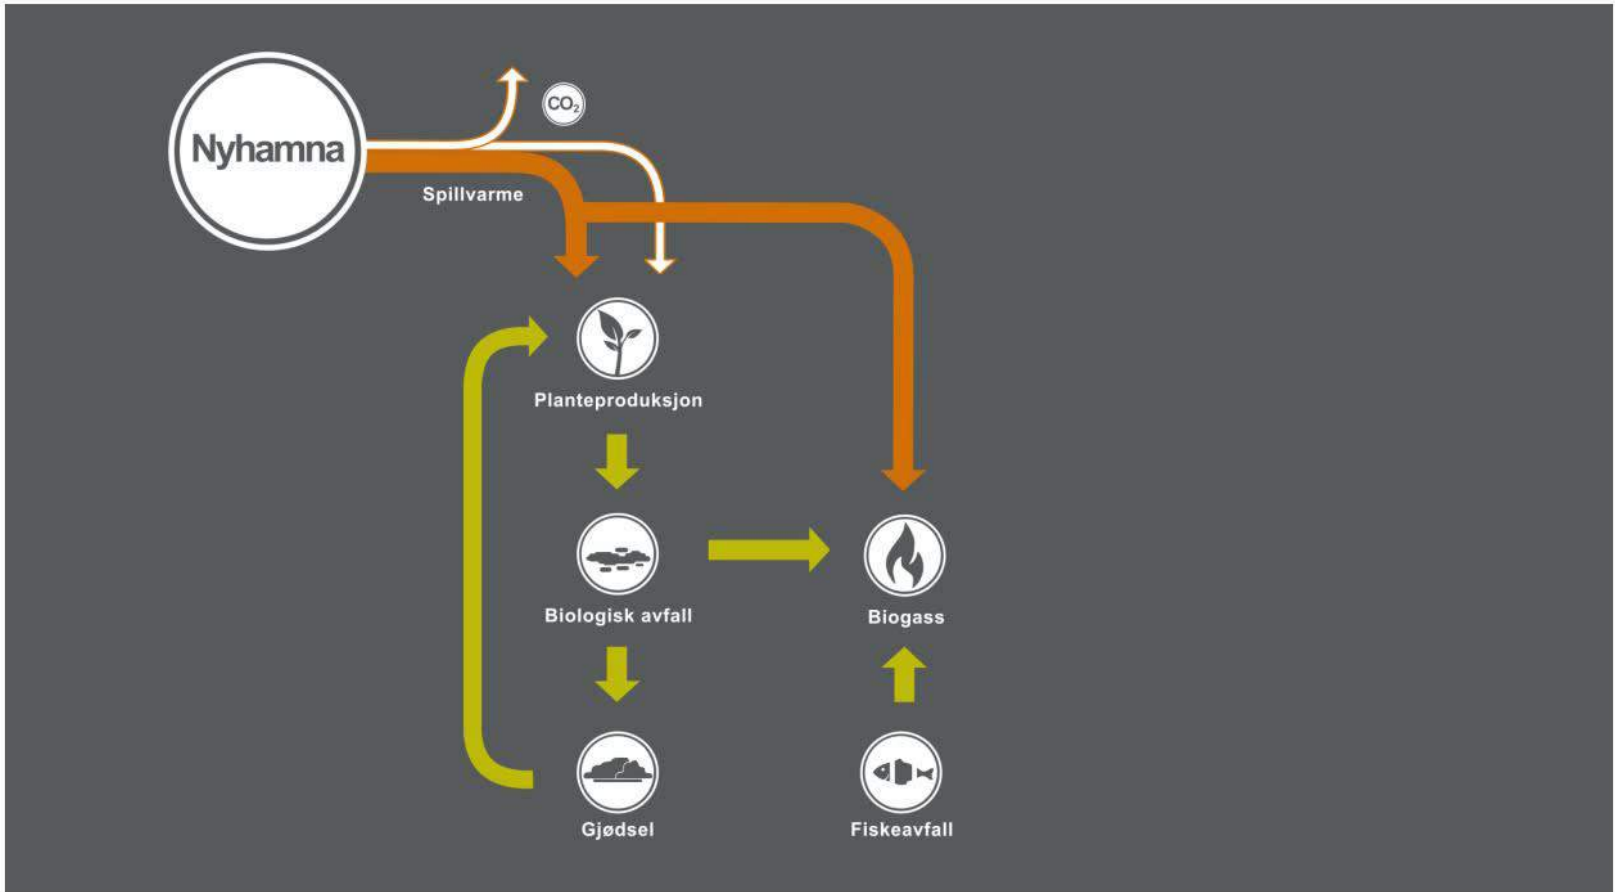 Nyhamna
CO₂
Spillvarme
Planteproduksjon
Biologisk avfall
Biogass
Gjødsel
Fiskeavfall